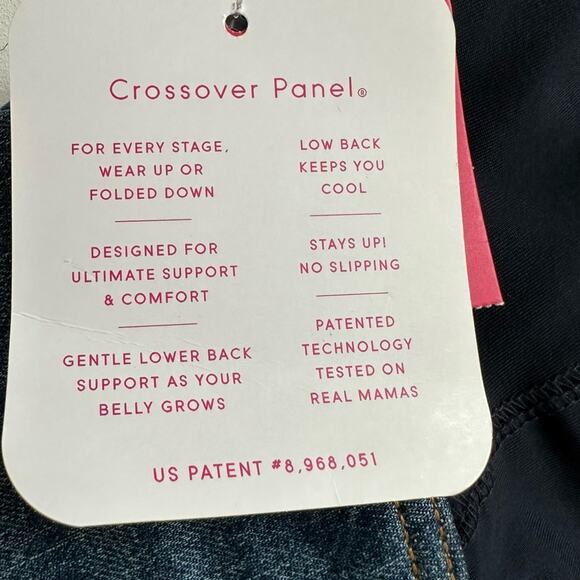 Crossover Panel®
FOR EVERY STAGE,
WEAR UP OR
FOLDED DOWN
DESIGNED FOR
ULTIMATE SUPPORT
& COMFORT
GENTLE LOWER BACK
SUPPORT AS YOUR
BELLY GROWS
LOW BACK
KEEPS YOU
COOL
STAYS UP!
NO SLIPPING
PATENTED
TECHNOLOGY
TESTED ON
REAL MAMAS
US PATENT #8,968,051